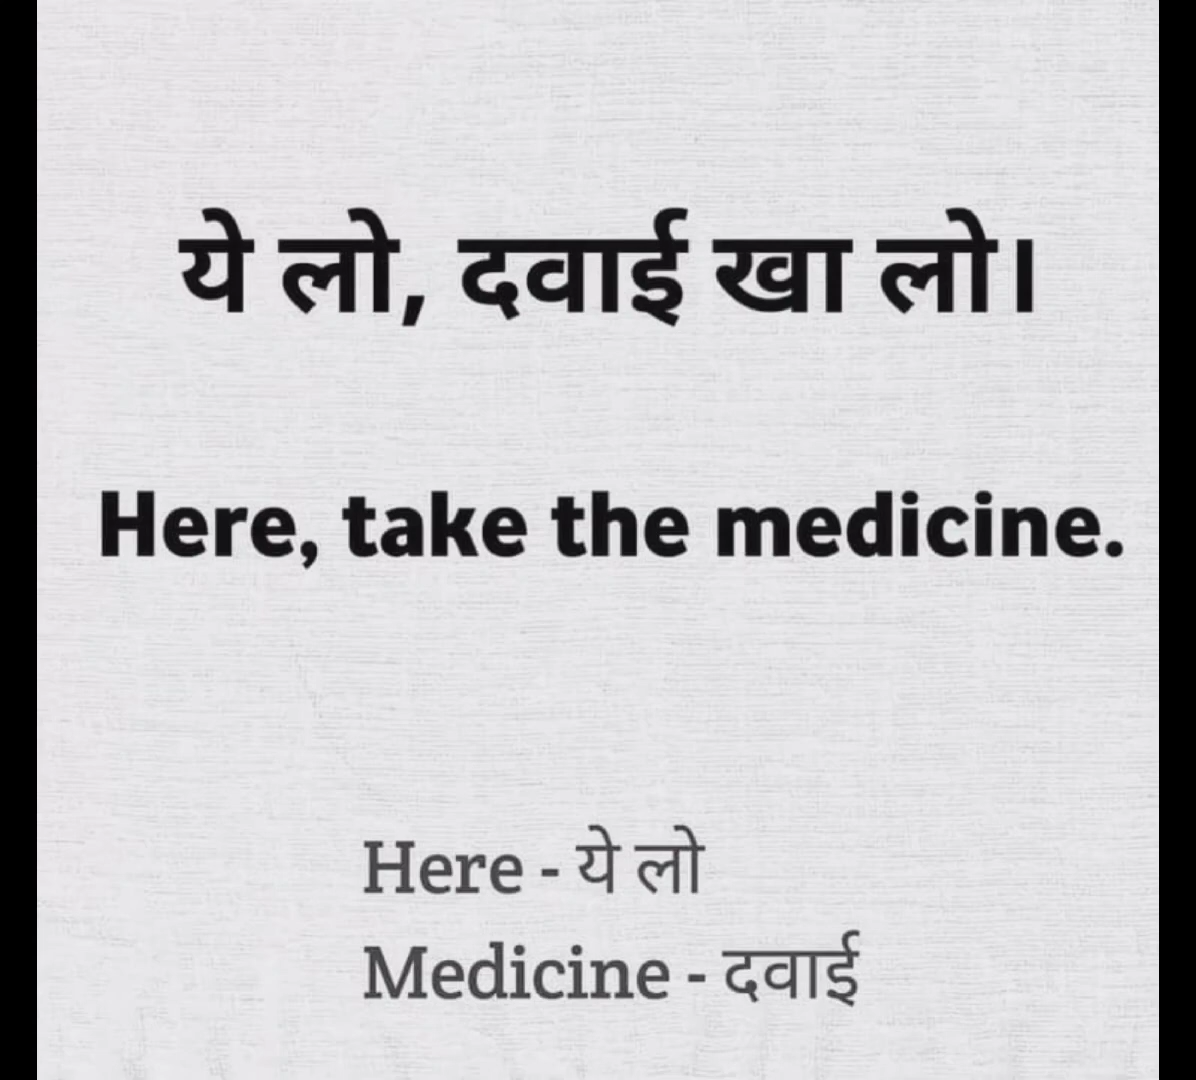 ये लो, दवाई खा लो।
Here, take the medicine.
Here - ये लो
Medicine - दवाई